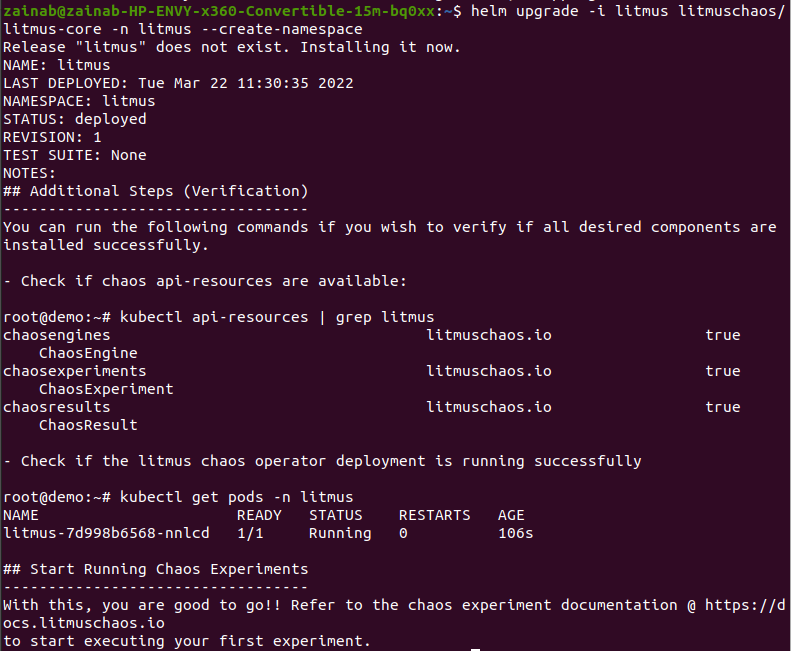 zainab@zainab-HP-ENVY-x360-Convertible-15m-bq0xx:~$ helm upgrade -i litmus litmuschaos/
litmus-core -n litmus --create-namespace
Release "litmus" does not exist. Installing it now.
NAME: litmus
LAST DEPLOYED: Tue Mar 22 11:30:35 2022
NAMESPACE: litmus
STATUS: deployed
REVISION: 1
TEST SUITE: None
NOTES:
## Additional Steps (Verification)
----------------------------------
You can run the following commands if you wish to verify if all desired components are
installed successfully.
- Check if chaos api-resources are available:
root@demo:~# kubectl api-resources | grep litmus
chaosengines                                   litmuschaos.io                 true
    ChaosEngine
chaosexperiments                               litmuschaos.io                 true
    ChaosExperiment
chaosresults                                   litmuschaos.io                 true
    ChaosResult
- Check if the litmus chaos operator deployment is running successfully
root@demo:~# kubectl get pods -n litmus
NAME                      READY   STATUS    RESTARTS   AGE
litmus-7d998b6568-nnlcd   1/1     Running   0          106s
## Start Running Chaos Experiments
----------------------------------
With this, you are good to go!! Refer to the chaos experiment documentation @ https://d
ocs.litmuschaos.io
to start executing your first experiment.